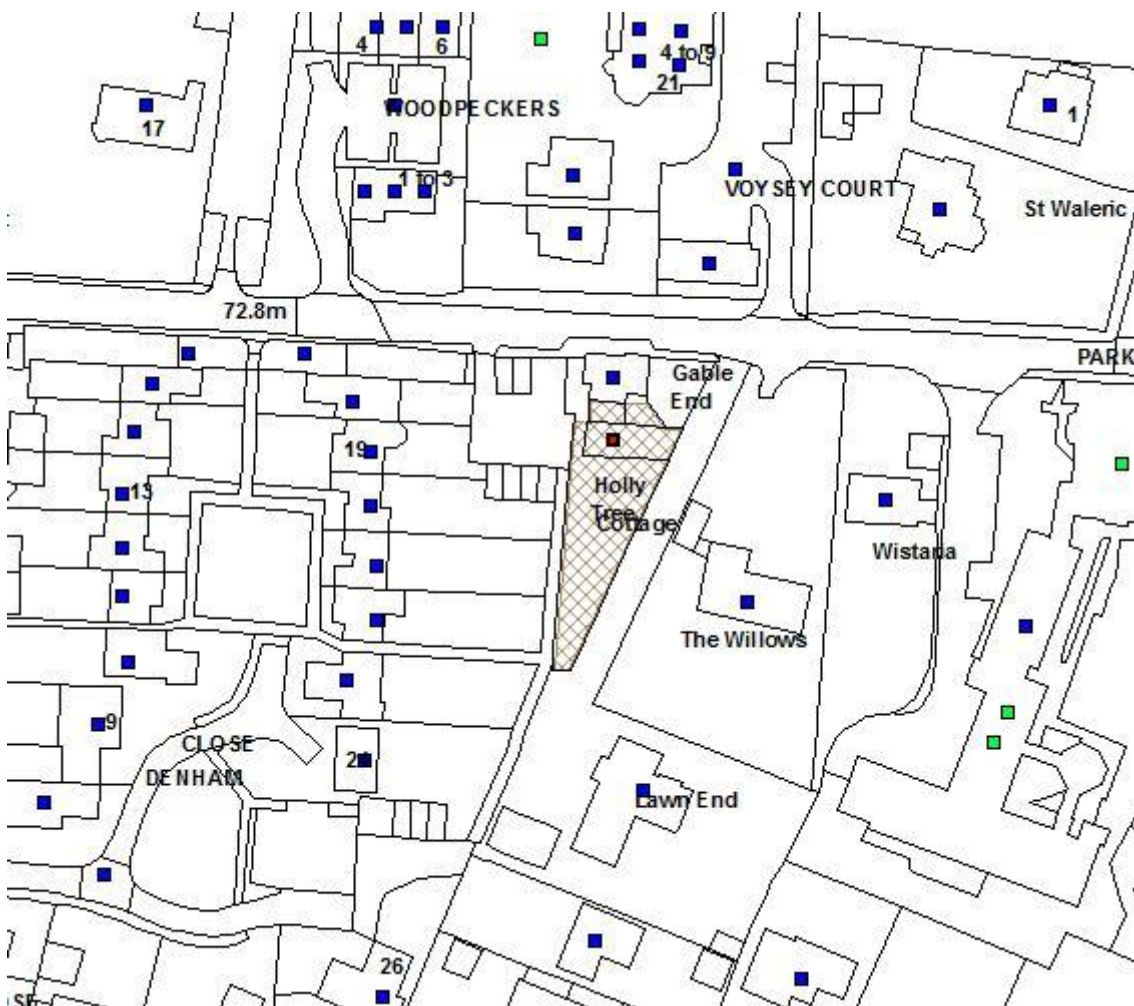 4
6
4 to 9
21
WOODPECKERS
17
1
1 to 3
VOYSEY COURT
St Waleric
72.8m
PARK
Gable
End
19
Holly
Tree
Cottage
13
Wistaria
The Willows
9
CLOSE
DENHAM
Lawn End
26
SE